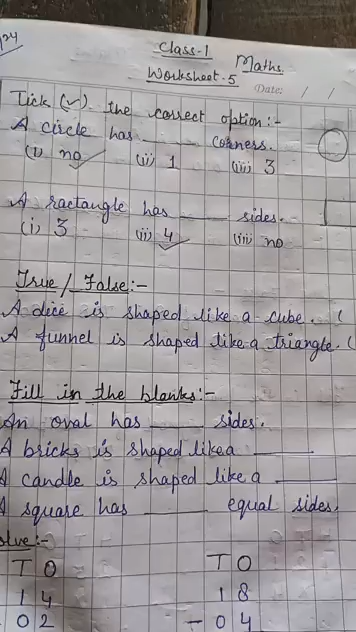 Class-1 Maths
Worksheet-5
Date: / /
Tick (✓) the correct option:-
A circle has ____ corners.
(i) no ✓ (ii) 1 (iii) 3
A ractangle has ____ sides.
(i) 3 (ii) 4 ✓ (iii) no
True / False:-
A dice is shaped like a cube. (
A funnel is shaped like a triangle. (
Fill in the blanks:-
An oval has ____ sides.
A bricks is shaped like a ____
A candle is shaped like a ____
A square has ____ equal sides.
olve:-
T O T O
1 4 1 8
0 2 - 0 4